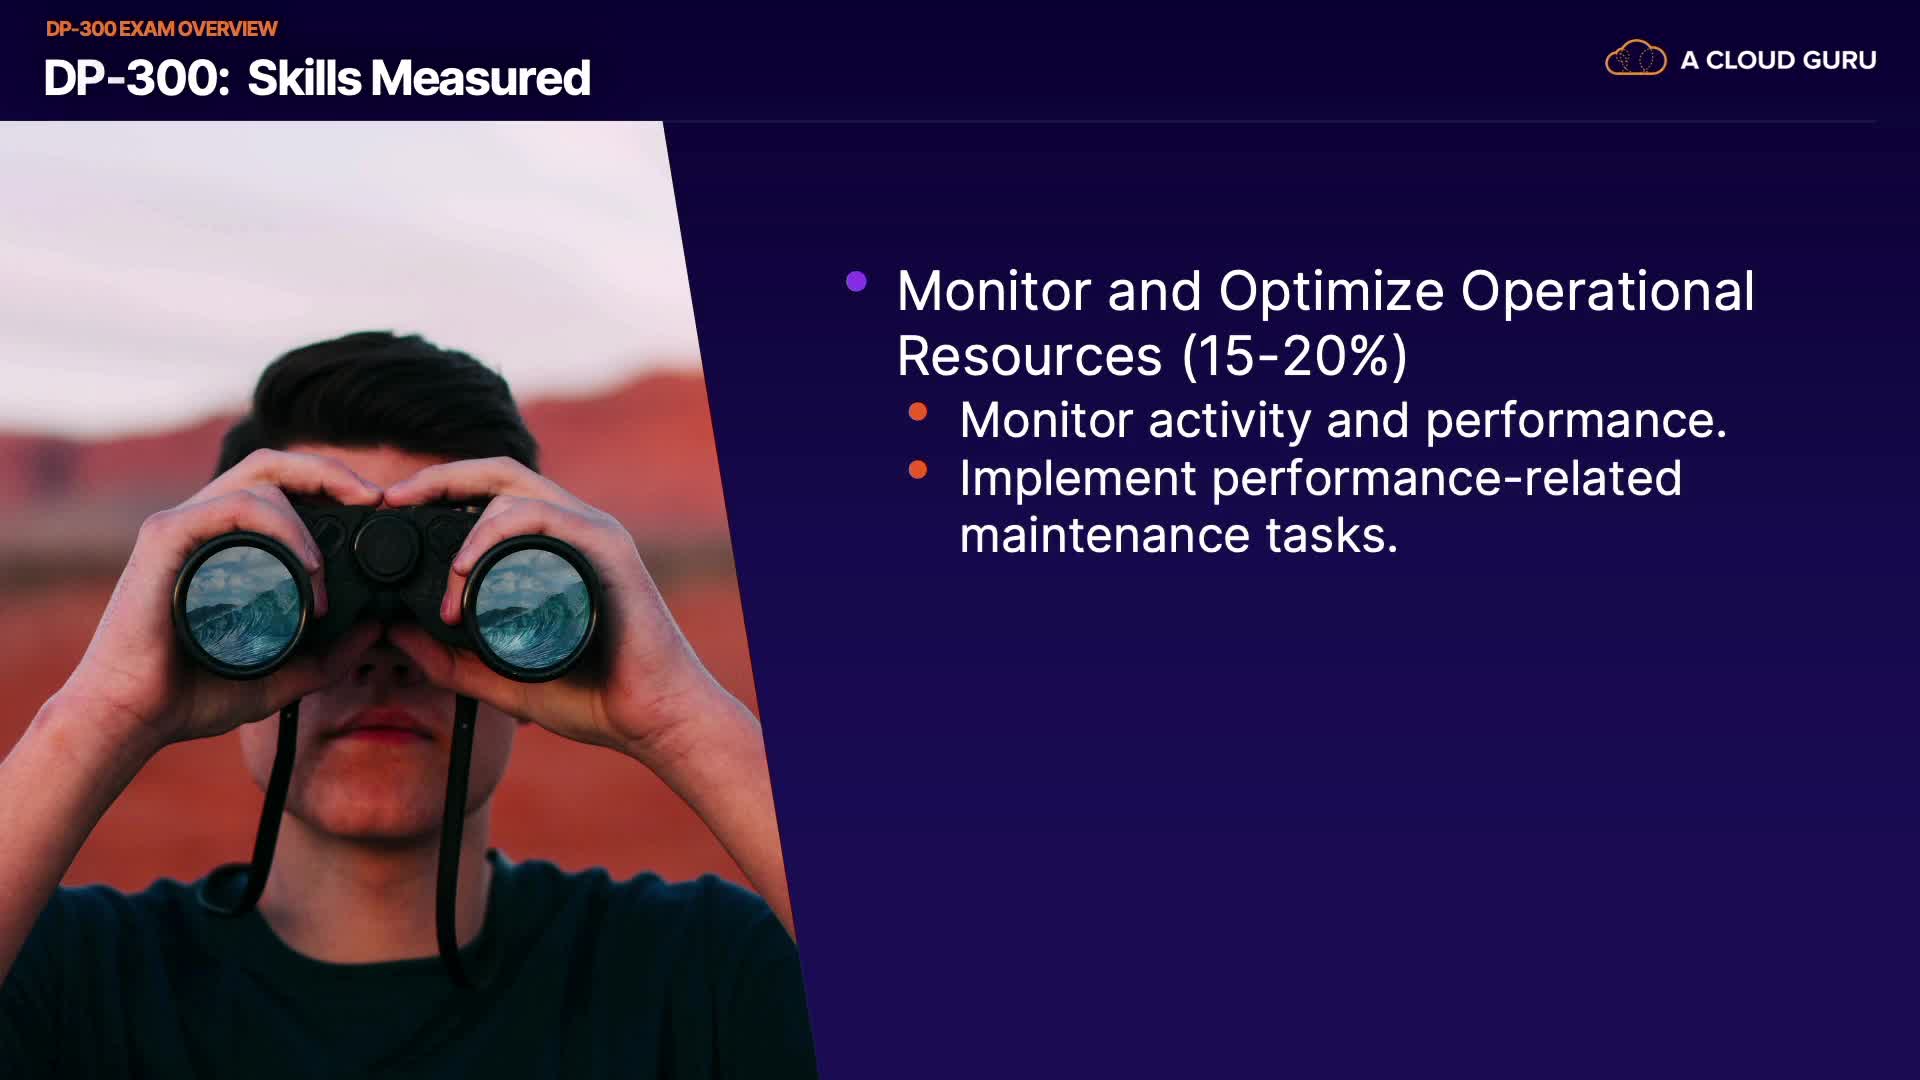 DP-300 EXAM OVERVIEW
DP-300: Skills Measured
A CLOUD GURU
Monitor and Optimize Operational
Resources (15-20%)
Monitor activity and performance.
Implement performance-related
maintenance tasks.